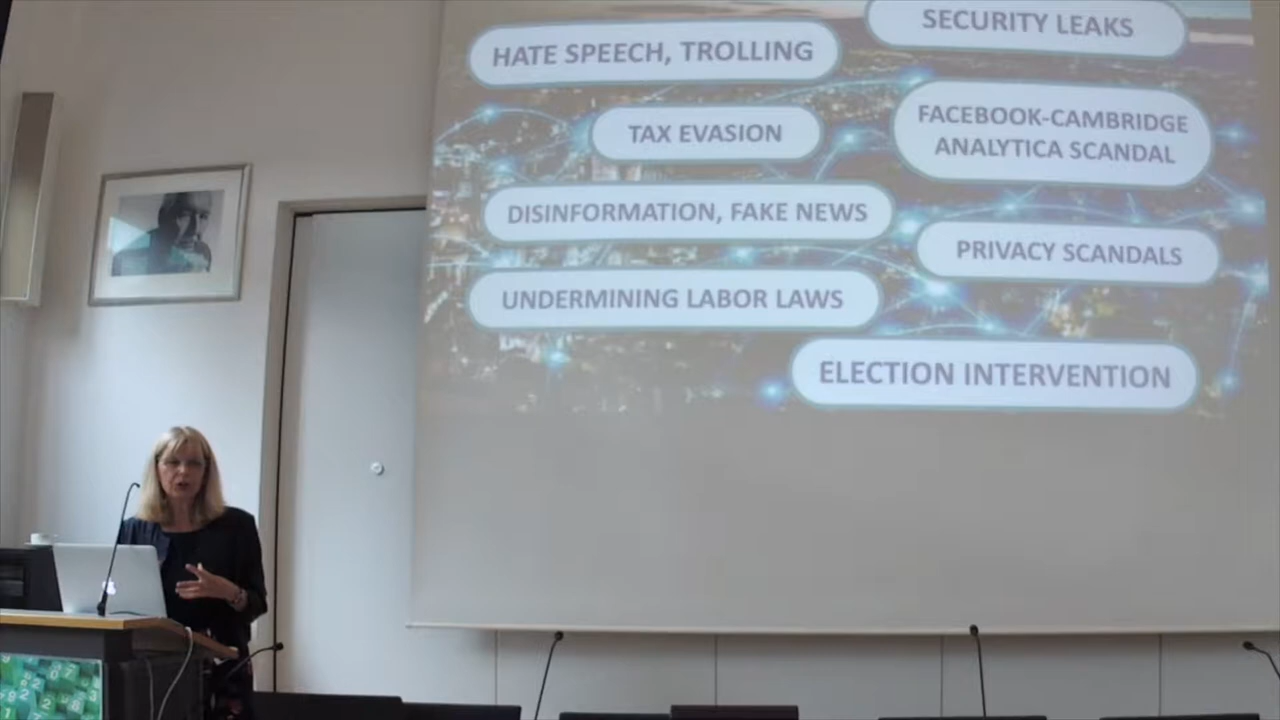 SECURITY LEAKS
HATE SPEECH, TROLLING
FACEBOOK-CAMBRIDGE
ANALYTICA SCANDAL
TAX EVASION
DISINFORMATION, FAKE NEWS
PRIVACY SCANDALS
UNDERMINING LABOR LAWS
ELECTION INTERVENTION